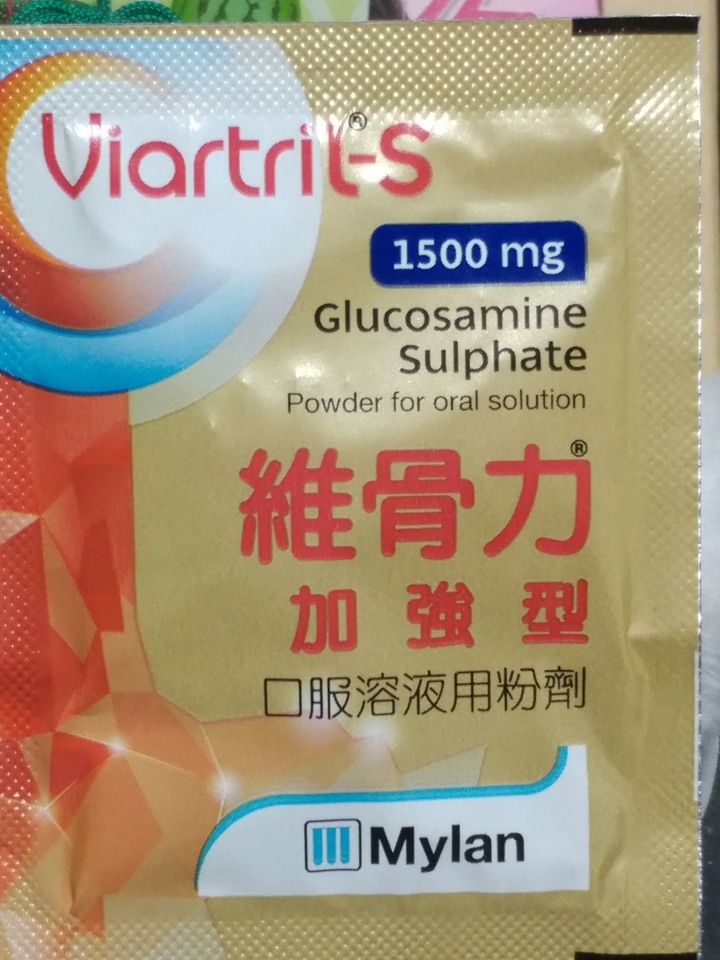 Viartril®-S
1500 mg
Glucosamine
Sulphate
Powder for oral solution
維骨力®
加強型
口服溶液用粉劑
Mylan